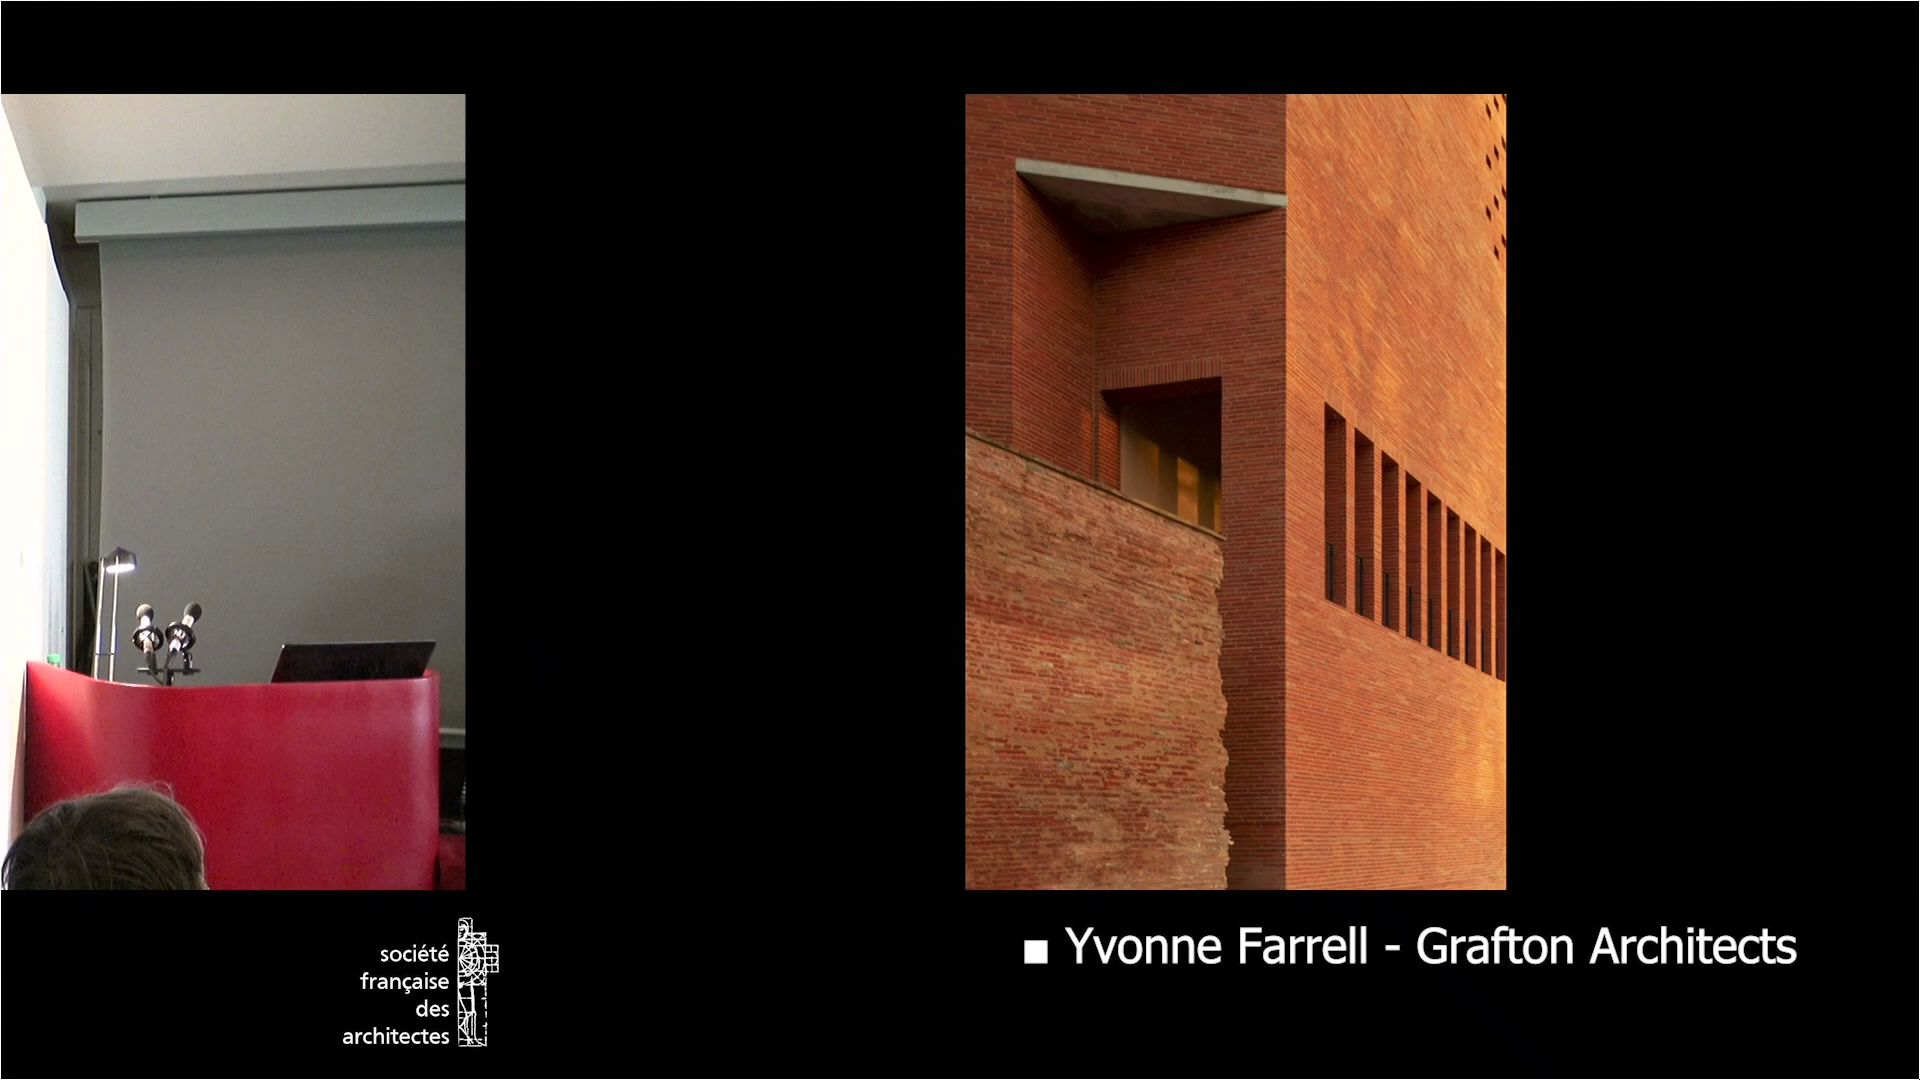 société
française
des
architectes
Yvonne Farrell - Grafton Architects